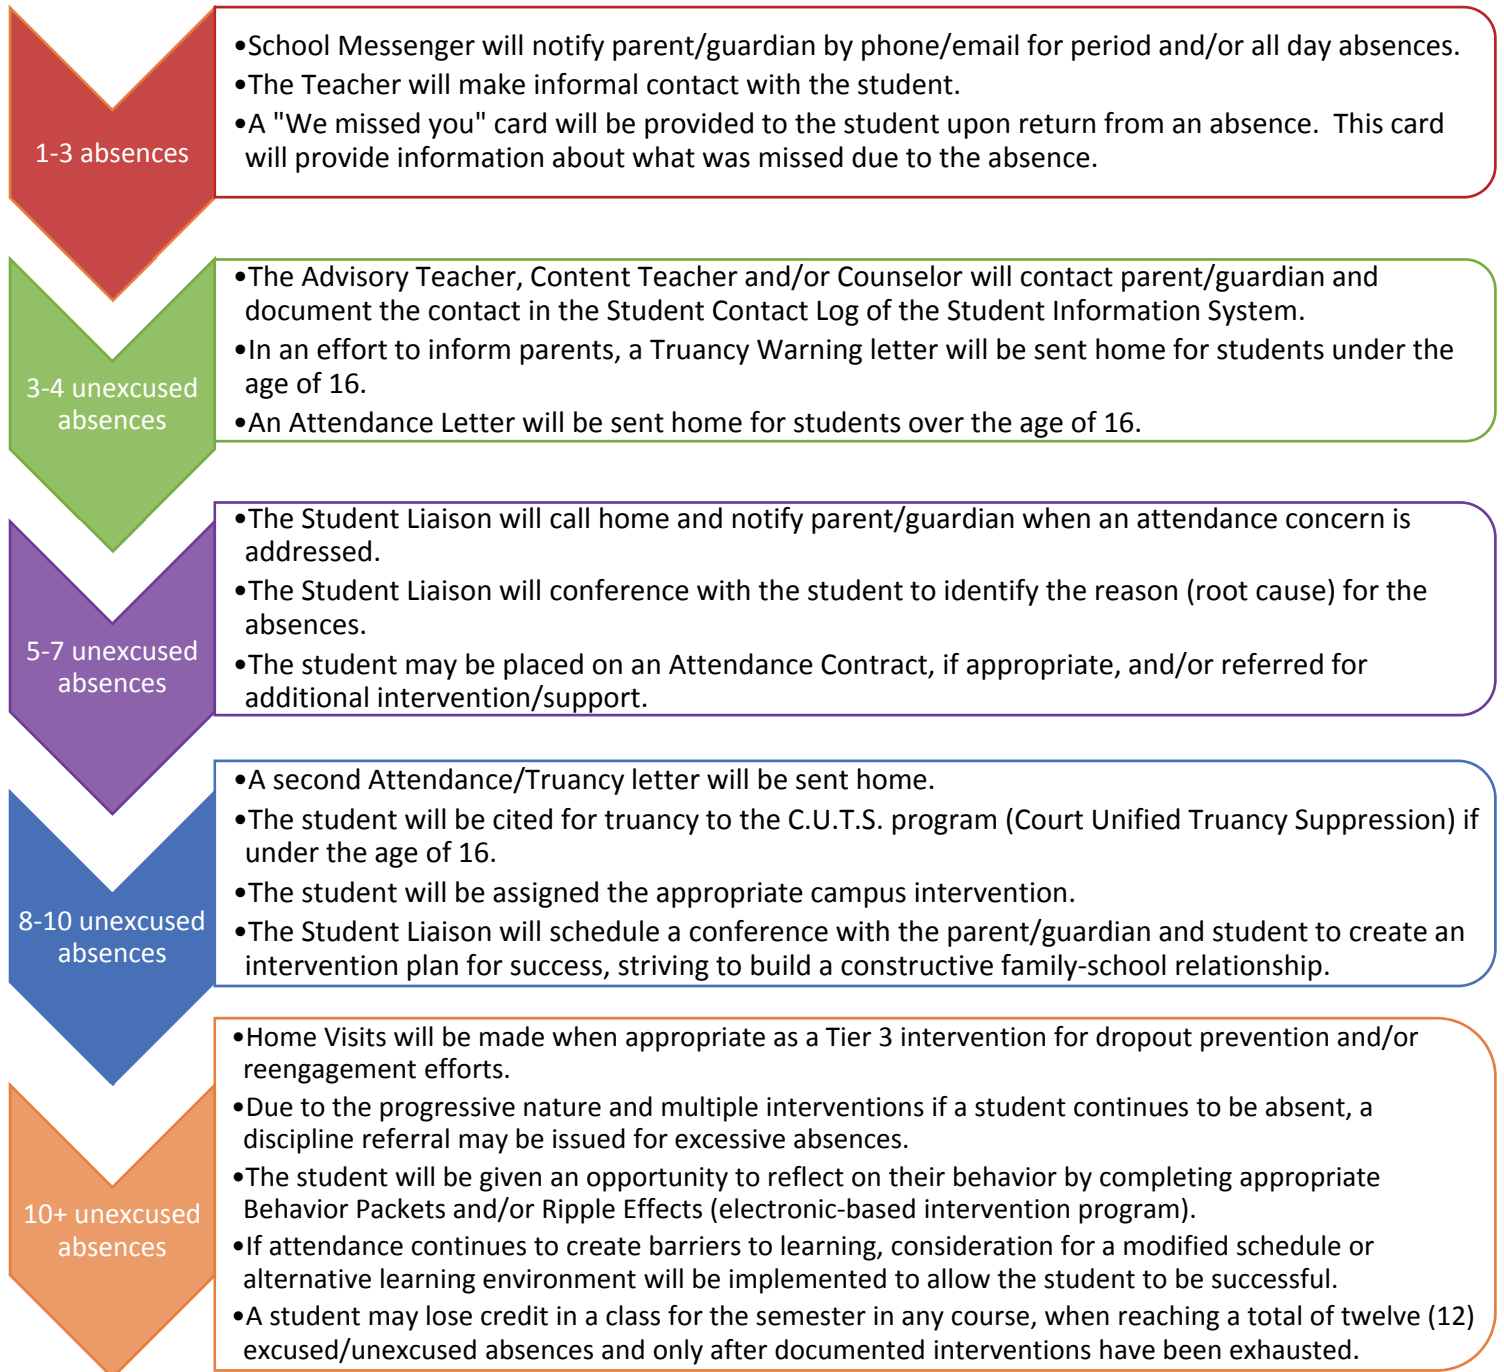 1-3 absences
•School Messenger will notify parent/guardian by phone/email for period and/or all day absences.
•The Teacher will make informal contact with the student.
•A "We missed you" card will be provided to the student upon return from an absence.  This card
will provide information about what was missed due to the absence.
3-4 unexcused
absences
•The Advisory Teacher, Content Teacher and/or Counselor will contact parent/guardian and
document the contact in the Student Contact Log of the Student Information System.
•In an effort to inform parents, a Truancy Warning letter will be sent home for students under the
age of 16.
•An Attendance Letter will be sent home for students over the age of 16.
5-7 unexcused
absences
•The Student Liaison will call home and notify parent/guardian when an attendance concern is
addressed.
•The Student Liaison will conference with the student to identify the reason (root cause) for the
absences.
•The student may be placed on an Attendance Contract, if appropriate, and/or referred for
additional intervention/support.
8-10 unexcused
absences
•A second Attendance/Truancy letter will be sent home.
•The student will be cited for truancy to the C.U.T.S. program (Court Unified Truancy Suppression) if
under the age of 16.
•The student will be assigned the appropriate campus intervention.
•The Student Liaison will schedule a conference with the parent/guardian and student to create an
intervention plan for success, striving to build a constructive family-school relationship.
10+ unexcused
absences
•Home Visits will be made when appropriate as a Tier 3 intervention for dropout prevention and/or
reengagement efforts.
•Due to the progressive nature and multiple interventions if a student continues to be absent, a
discipline referral may be issued for excessive absences.
•The student will be given an opportunity to reflect on their behavior by completing appropriate
Behavior Packets and/or Ripple Effects (electronic-based intervention program).
•If attendance continues to create barriers to learning, consideration for a modified schedule or
alternative learning environment will be implemented to allow the student to be successful.
•A student may lose credit in a class for the semester in any course, when reaching a total of twelve (12)
excused/unexcused absences and only after documented interventions have been exhausted.